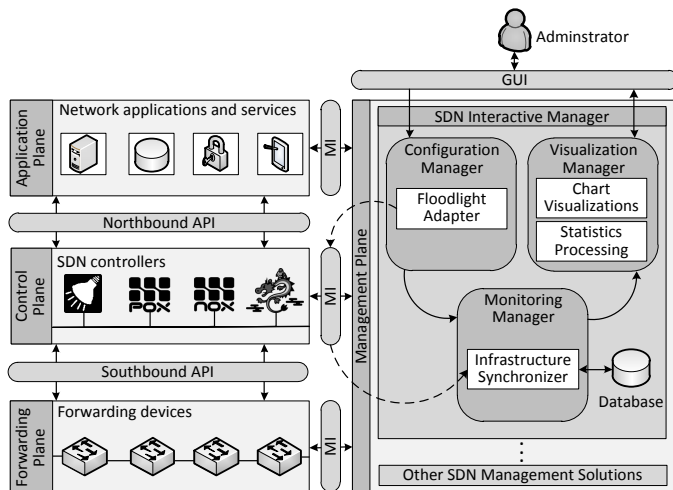 Adminstrator
GUI
Application
Plane
Network applications and services
MI
Northbound API
Control
Plane
SDN controllers
POX
nOX
MI
Southbound API
Forwarding
Plane
Forwarding devices
MI
Management Plane
SDN Interactive Manager
Configuration
Manager
Floodlight
Adapter
Visualization
Manager
Chart
Visualizations
Statistics
Processing
Monitoring
Manager
Infrastructure
Synchronizer
Database
Other SDN Management Solutions